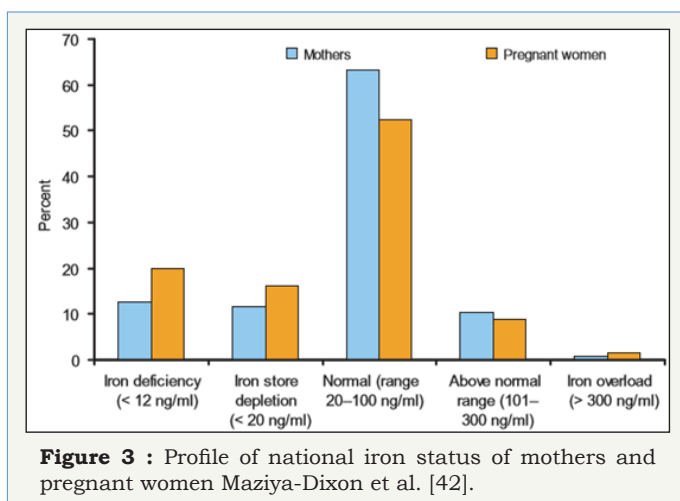 70
Mothers
Pregnant women
60
50
40
30
20
10
0
Percent
Iron deficiency
(< 12 ng/ml)
Iron store
depletion
(< 20 ng/ml)
Normal (range
20–100 ng/ml)
Above normal
range (101–
300 ng/ml)
Iron overload
(> 300 ng/ml)
Figure 3 : Profile of national iron status of mothers and
pregnant women Maziya-Dixon et al. [42].